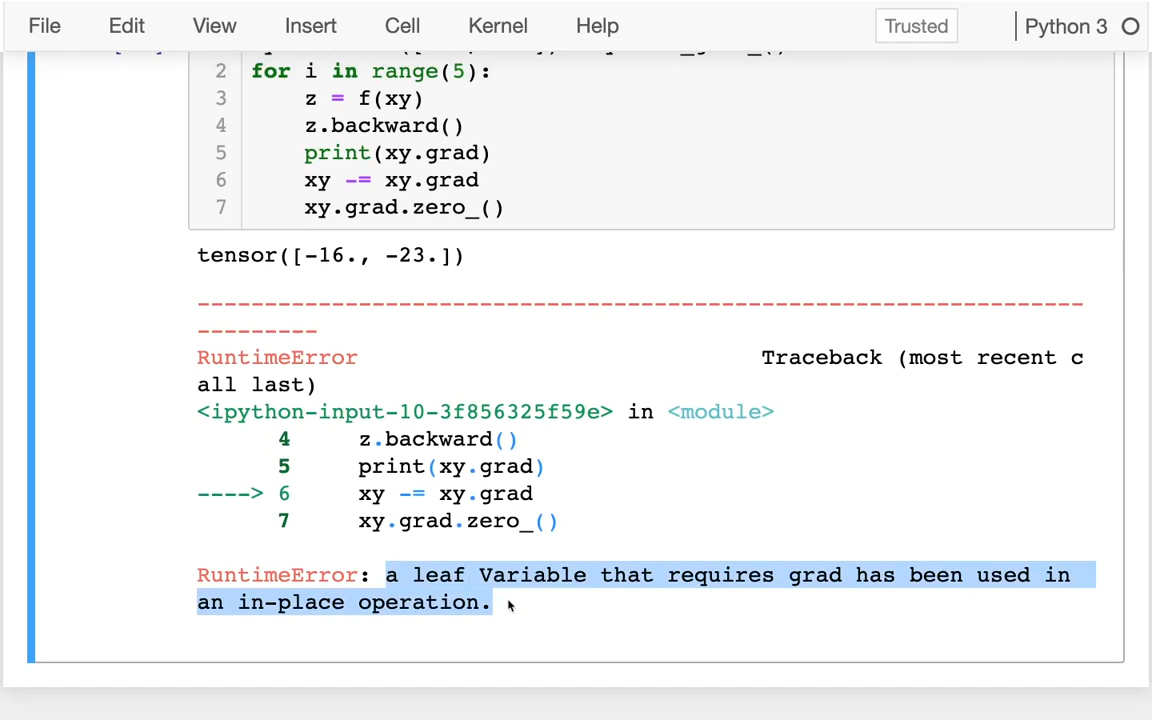 File Edit View Insert Cell Kernel Help Trusted Python 3
2 for i in range(5):
3     z = f(xy)
4     z.backward()
5     print(xy.grad)
6     xy -= xy.grad
7     xy.grad.zero_()
tensor([-16., -23.])
------------------------------------------------------------------
---------
RuntimeError                              Traceback (most recent c
all last)
<ipython-input-10-3f856325f59e> in <module>
      4     z.backward()
      5     print(xy.grad)
----> 6     xy -= xy.grad
      7     xy.grad.zero_()
RuntimeError: a leaf Variable that requires grad has been used in
an in-place operation.